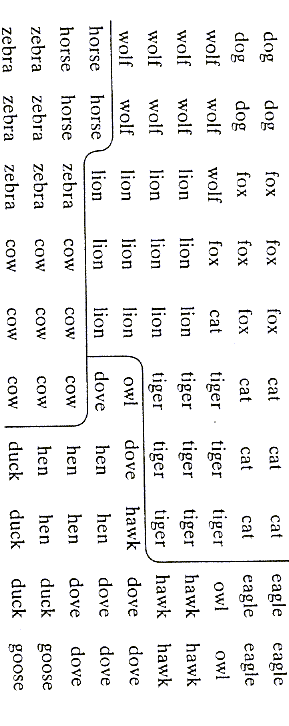 dog dog fox fox fox cat cat cat eagle eagle
dog dog fox fox fox cat cat cat eagle eagle
wolf wolf wolf fox cat tiger tiger tiger owl owl
wolf wolf lion lion lion tiger tiger tiger hawk hawk
wolf wolf lion lion lion tiger tiger tiger hawk hawk
wolf wolf lion lion lion owl dove hawk dove dove
horse horse lion lion lion dove hen hen dove dove
horse horse zebra cow cow cow hen hen dove dove
zebra zebra zebra cow cow cow hen hen duck goose
zebra zebra zebra cow cow cow duck duck duck goose